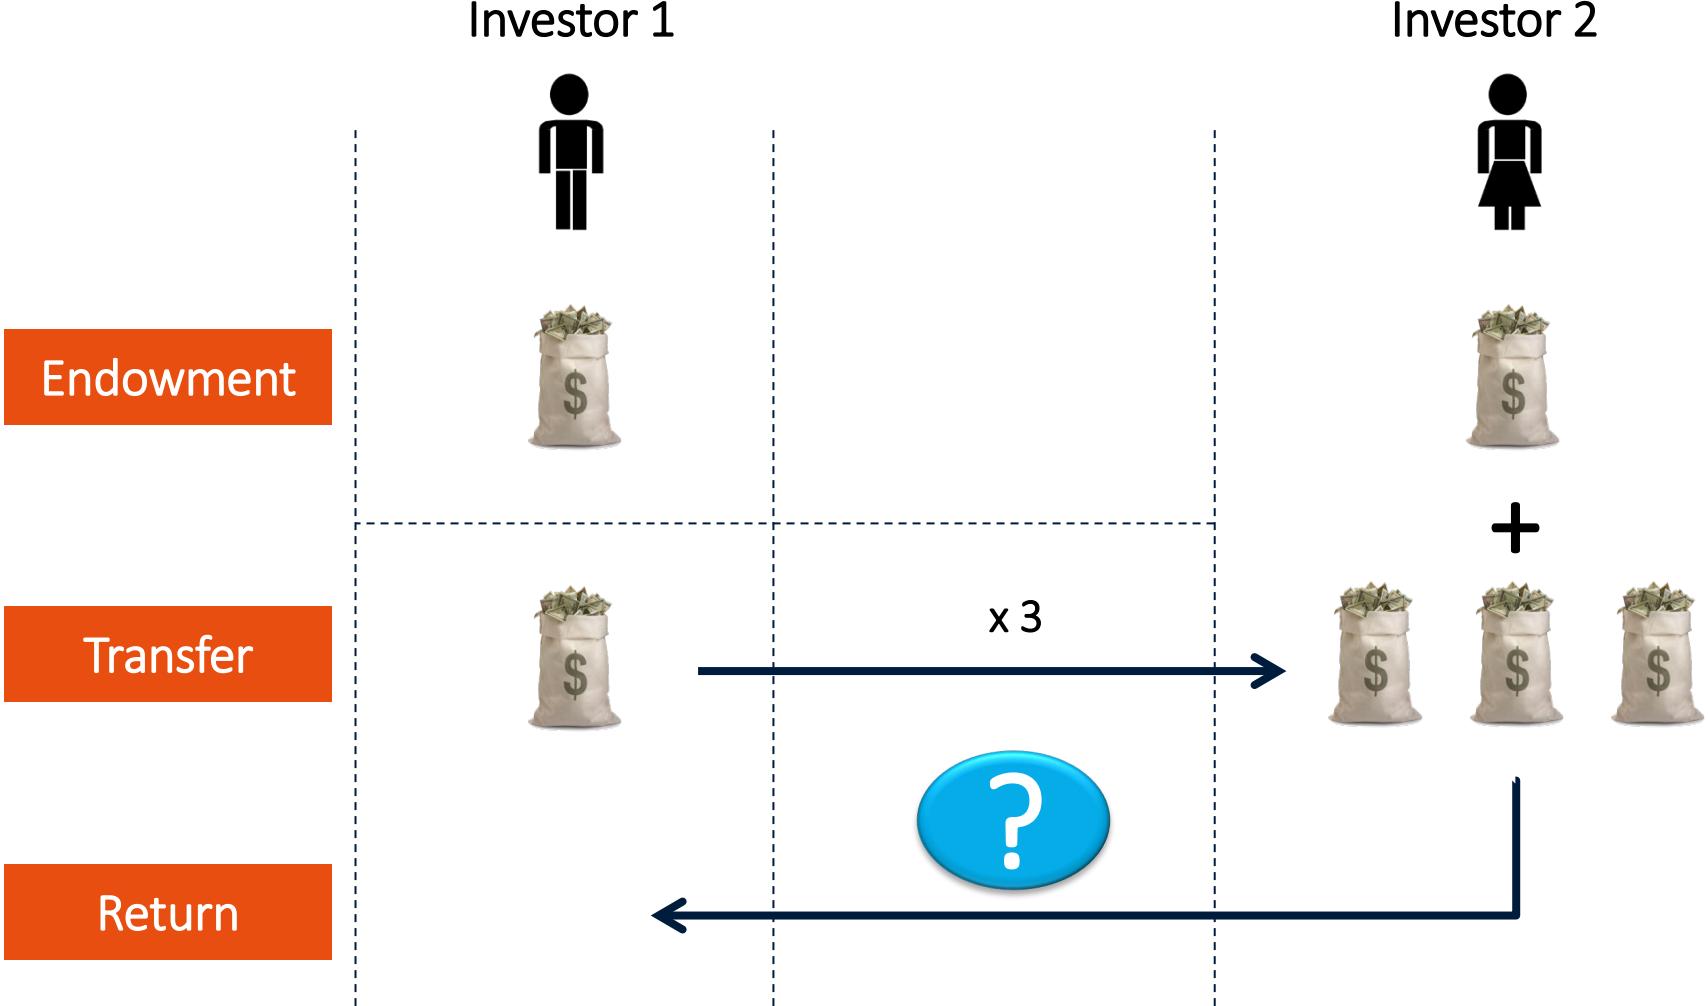 Investor 1
Investor 2
Endowment
$
$
+
Transfer
$
x 3
$
$
$
?
Return